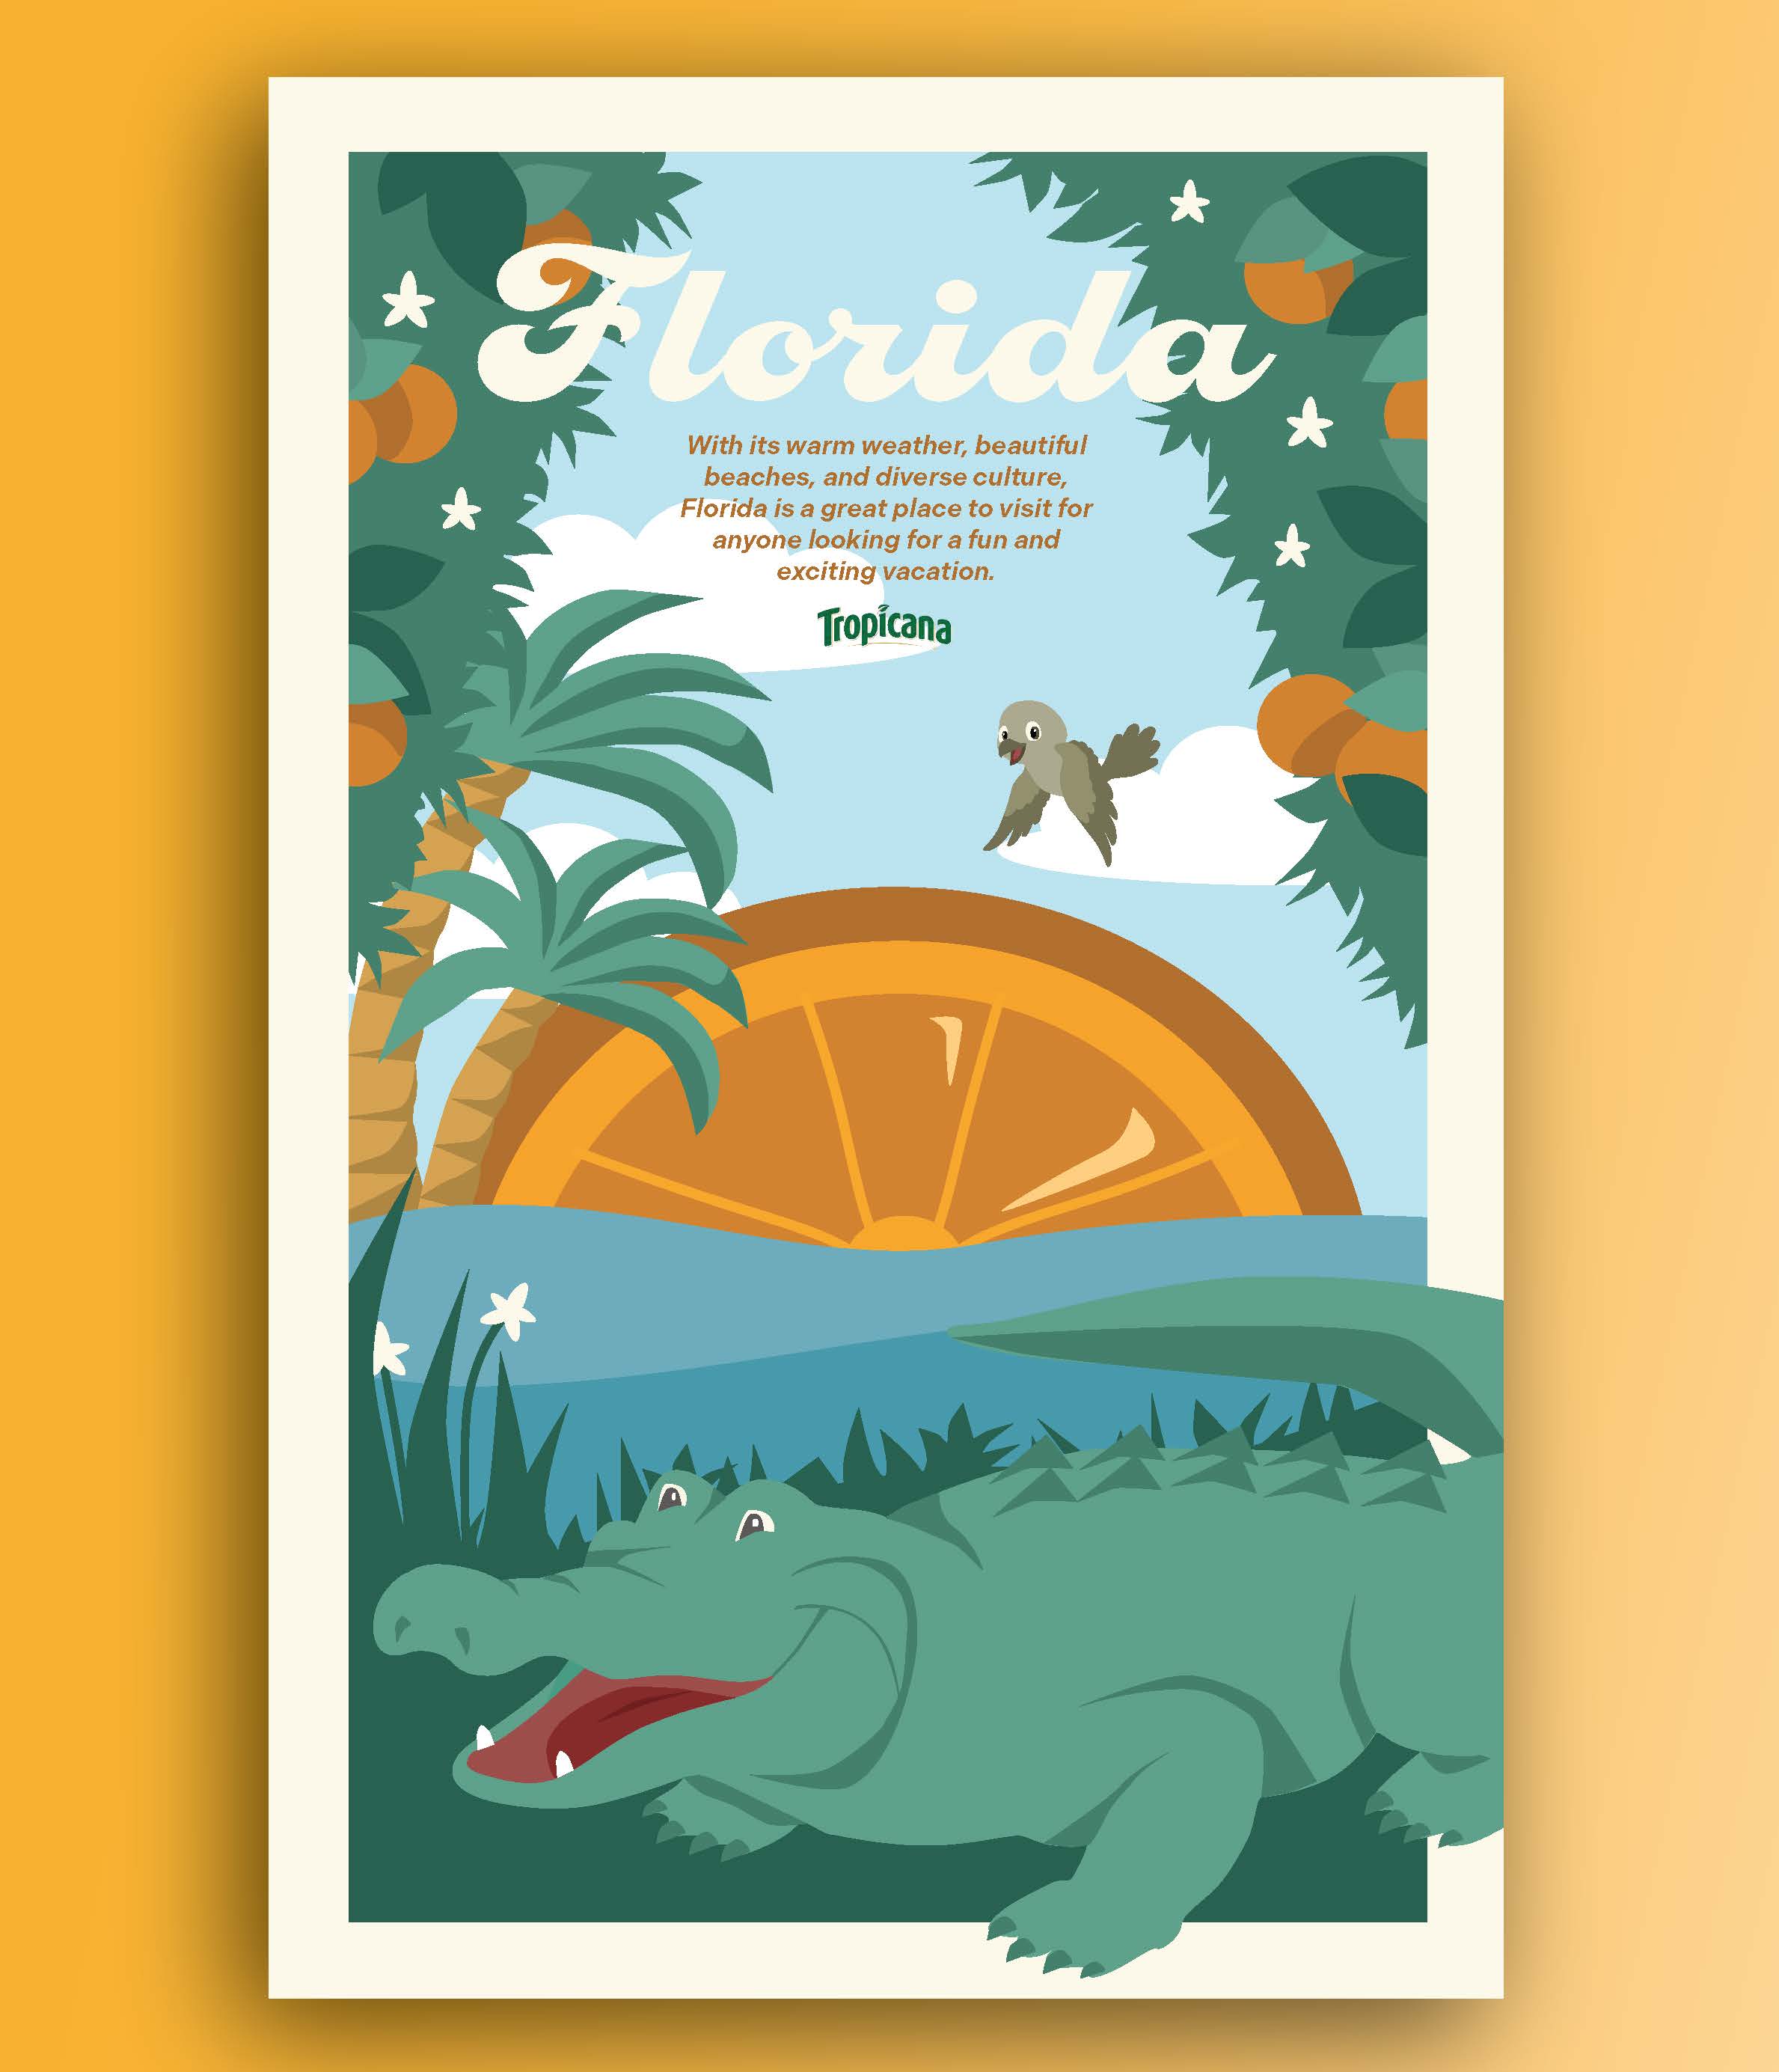 Florida
With its warm weather, beautiful
beaches, and diverse culture,
Florida is a great place to visit for
anyone looking for a fun and
exciting vacation.
Tropicana